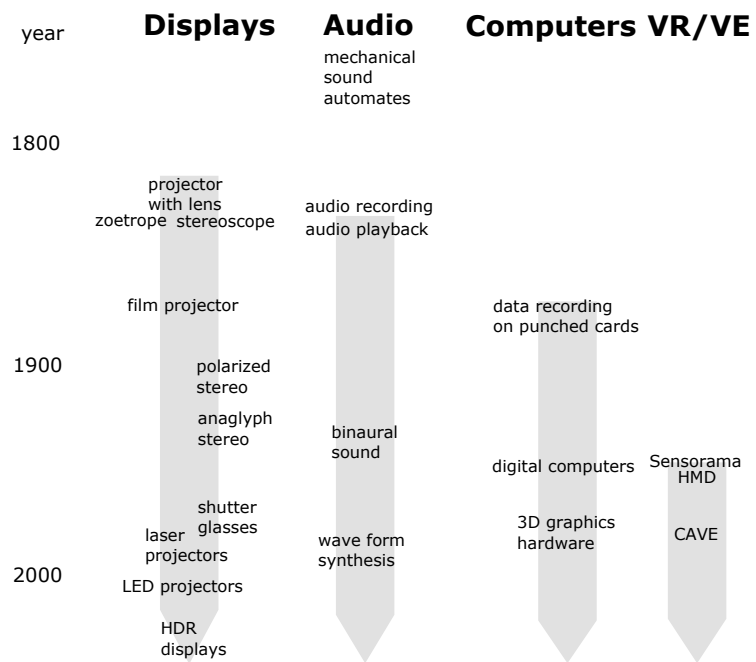 year
Displays
Audio
Computers
VR/VE
mechanical
sound
automates
1800
projector
with lens
zoetrope
stereoscope
audio recording
audio playback
film projector
data recording
on punched cards
1900
polarized
stereo
anaglyph
stereo
binaural
sound
digital computers
Sensorama
HMD
shutter
glasses
laser
projectors
wave form
synthesis
3D graphics
hardware
CAVE
2000
LED projectors
HDR
displays